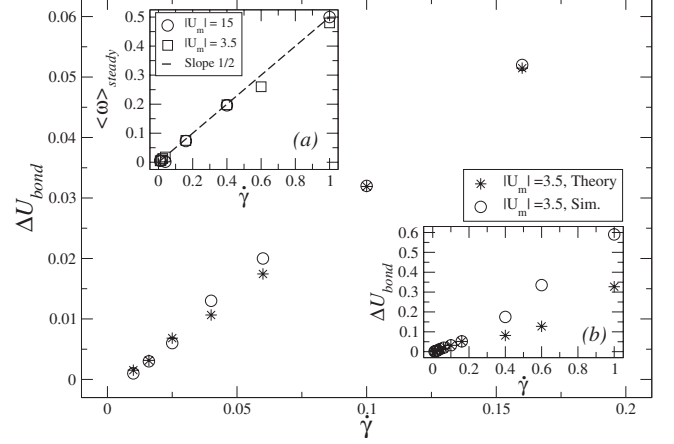 0.06
0.05
0.04
0.03
0.02
0.01
0
ΔU_bond
0
0.05
0.1
0.15
0.2
γ̇
|U_m| = 15
|U_m| = 3.5
Slope 1/2
0.5
0.4
0.3
0.2
0.1
0
<ω>_steady
(a)
0
0.2
0.4
0.6
0.8
1
γ̇
|U_m| =3.5, Theory
|U_m| =3.5, Sim.
0.6
0.5
0.4
0.3
0.2
0.1
0
ΔU_bond
(b)
0
0.2
0.4
0.6
0.8
1
γ̇